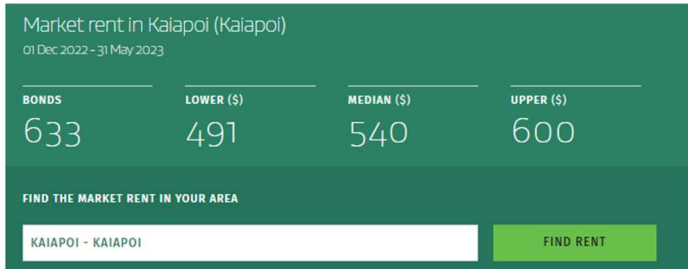 Market rent in Kaiapoi (Kaiapoi)
01 Dec 2022 - 31 May 2023
BONDS LOWER ($) MEDIAN ($) UPPER ($)
633 491 540 600
FIND THE MARKET RENT IN YOUR AREA
KAIAPOI - KAIAPOI FIND RENT